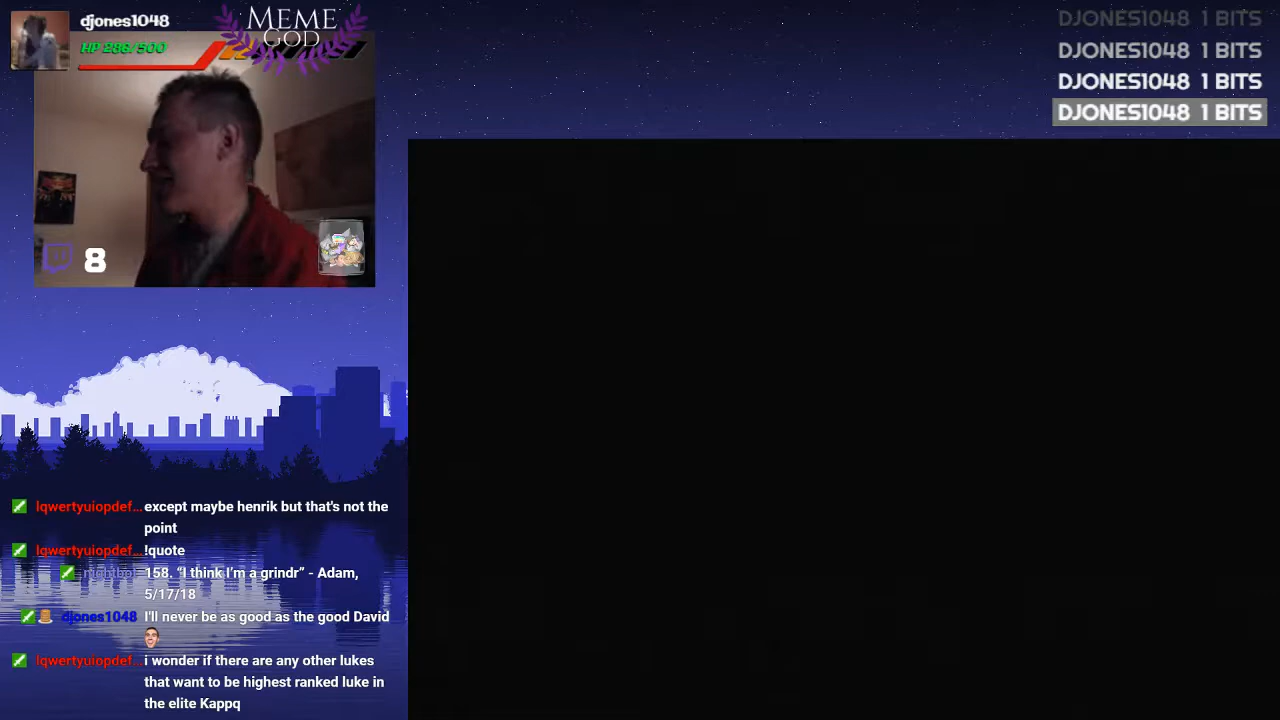 djones1048
HP 286/500
MEME
GOD
DJONES1048 1 BITS
DJONES1048 1 BITS
DJONES1048 1 BITS
DJONES1048 1 BITS
8
lqwertyuiopdef... except maybe henrik but that's not the
point
lqwertyuiopdef... !quote
158. “I think I’m a grindr” - Adam,
5/17/18
djones1048 I'll never be as good as the good David
lqwertyuiopdef... i wonder if there are any other lukes
that want to be highest ranked luke in
the elite Kappq